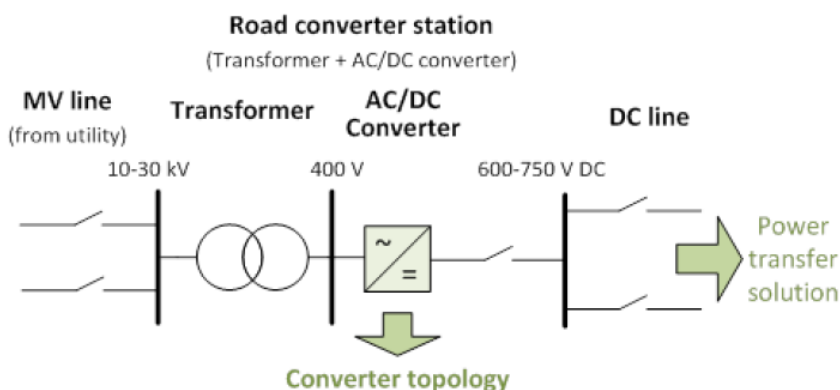 Road converter station
(Transformer + AC/DC converter)
MV line
(from utility)
Transformer
AC/DC
Converter
DC line
10-30 kV
400 V
600-750 V DC
~
=
Power
transfer
solution
Converter topology